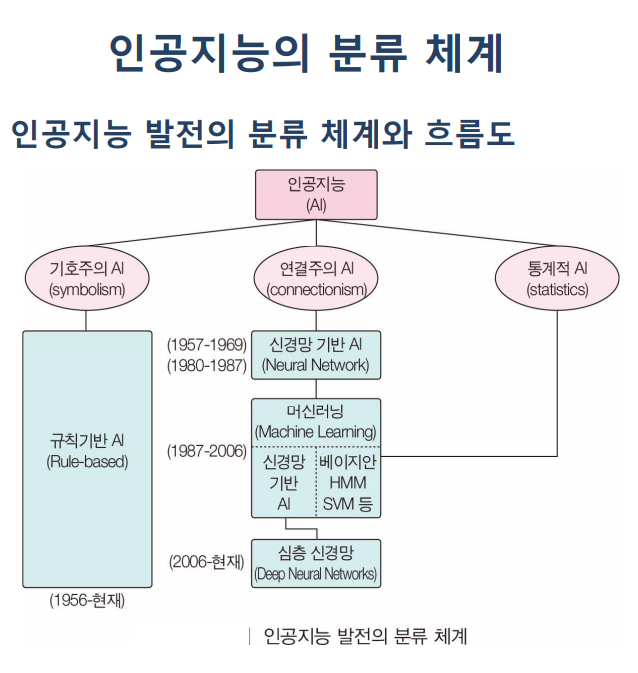 인공지능의 분류 체계
인공지능 발전의 분류 체계와 흐름도
인공지능
(AI)
기호주의 AI
(symbolism)
연결주의 AI
(connectionism)
통계적 AI
(statistics)
(1957-1969)
(1980-1987)
신경망 기반 AI
(Neural Network)
규칙기반 AI
(Rule-based)
(1956-현재)
머신러닝
(Machine Learning)
(1987-2006)
신경망
기반
AI
베이지안
HMM
SVM 등
(2006-현재)
심층 신경망
(Deep Neural Networks)
인공지능 발전의 분류 체계